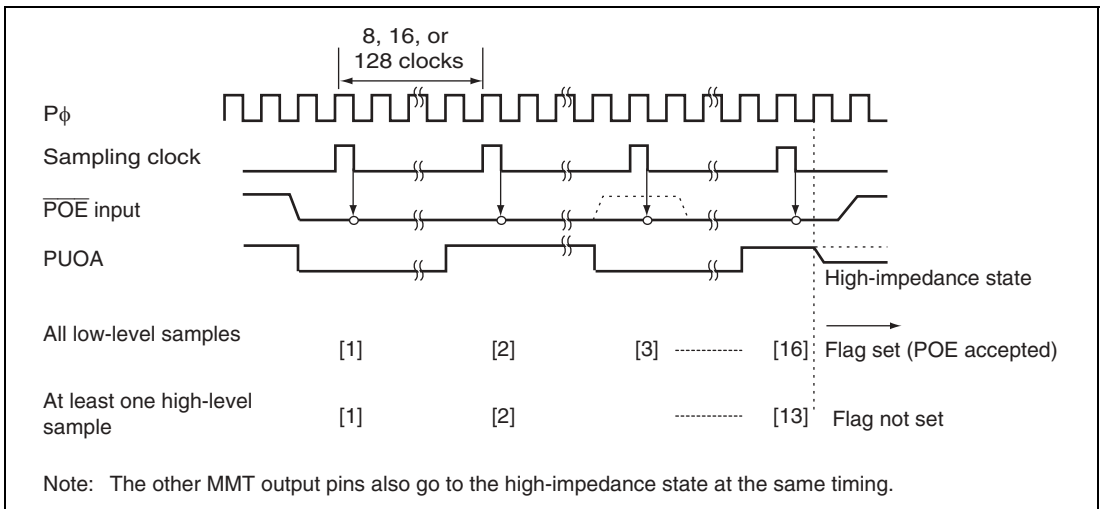 8, 16, or
128 clocks
Pϕ
Sampling clock
POE input
PUOA
High-impedance state
All low-level samples
[1] [2] [3] [16] Flag set (POE accepted)
At least one high-level
sample
[1] [2] [13] Flag not set
Note: The other MMT output pins also go to the high-impedance state at the same timing.